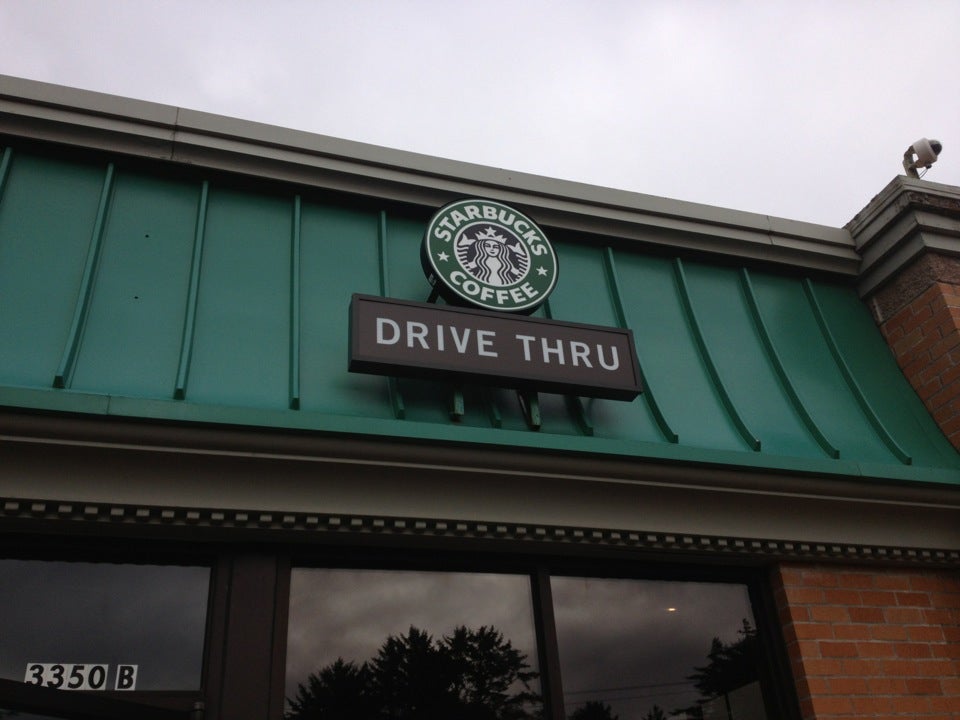 STARBUCKS
COFFEE
DRIVE THRU
3350 B